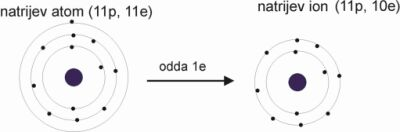 natrijev atom (11p, 11e)
natrijev ion (11p, 10e)
odda 1e